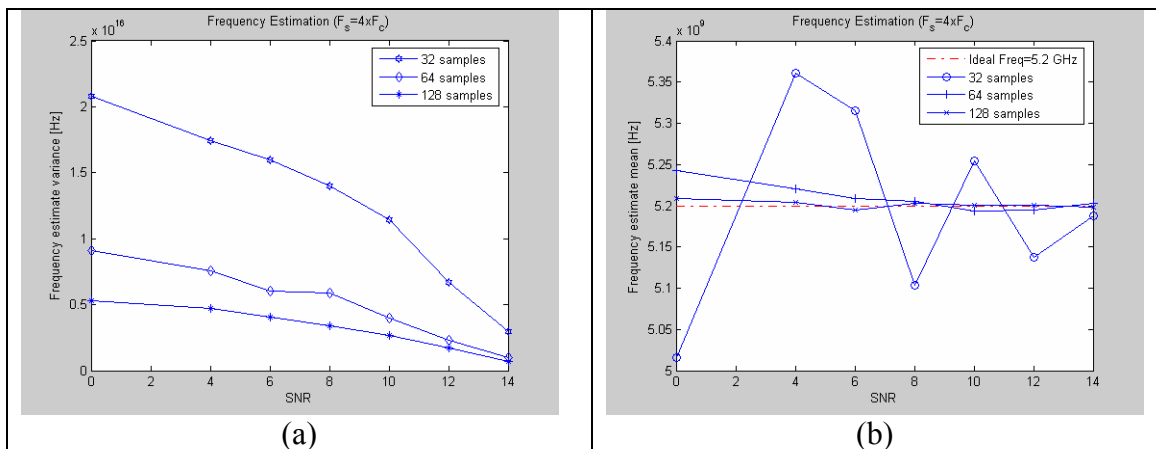 Frequency Estimation (Fs=4xFc)
x 10^16
2.5
2
1.5
1
0.5
0
Frequency estimate variance [Hz]
32 samples
64 samples
128 samples
0 2 4 6 8 10 12 14
SNR
(a)
Frequency Estimation (Fs=4xFc)
x 10^9
5.4
5.35
5.3
5.25
5.2
5.15
5.1
5.05
5
Frequency estimate mean [Hz]
Ideal Freq=5.2 GHz
32 samples
64 samples
128 samples
0 2 4 6 8 10 12 14
SNR
(b)